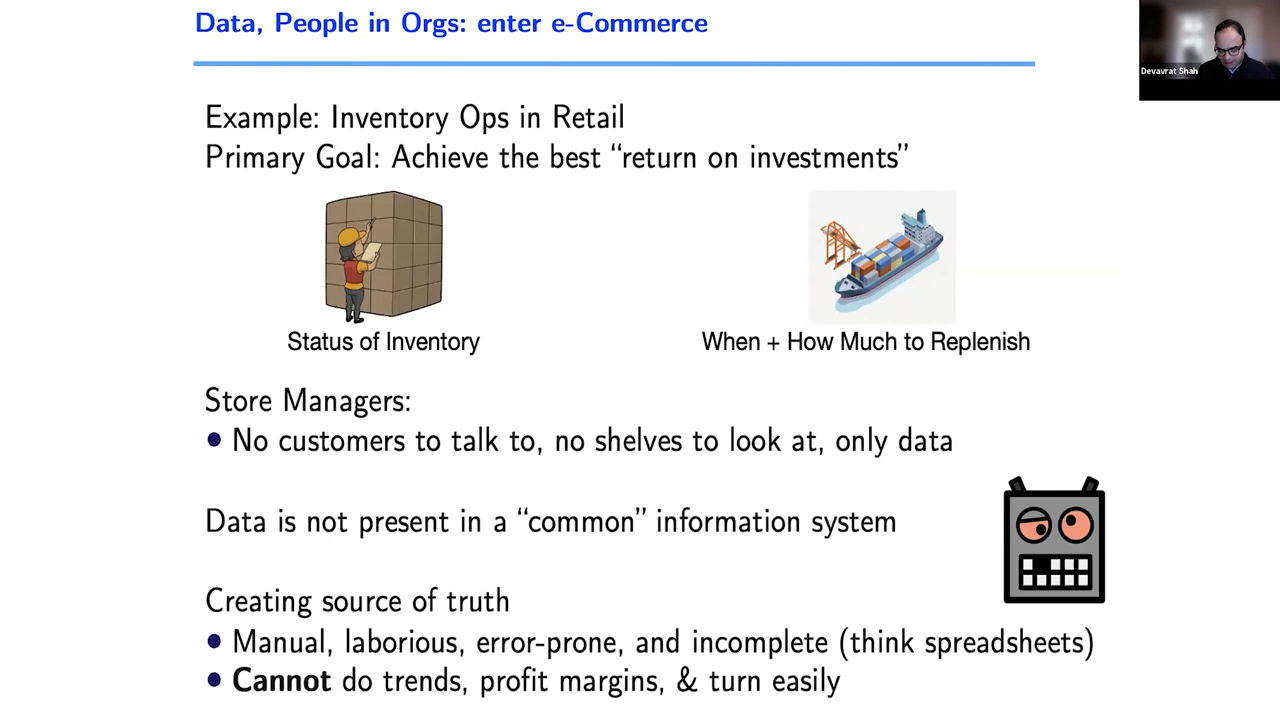 Data, People in Orgs: enter e-Commerce
Devavrat Shah
Example: Inventory Ops in Retail
Primary Goal: Achieve the best “return on investments”
Status of Inventory
When + How Much to Replenish
Store Managers:
• No customers to talk to, no shelves to look at, only data
Data is not present in a “common” information system
Creating source of truth
• Manual, laborious, error-prone, and incomplete (think spreadsheets)
• Cannot do trends, profit margins, & turn easily